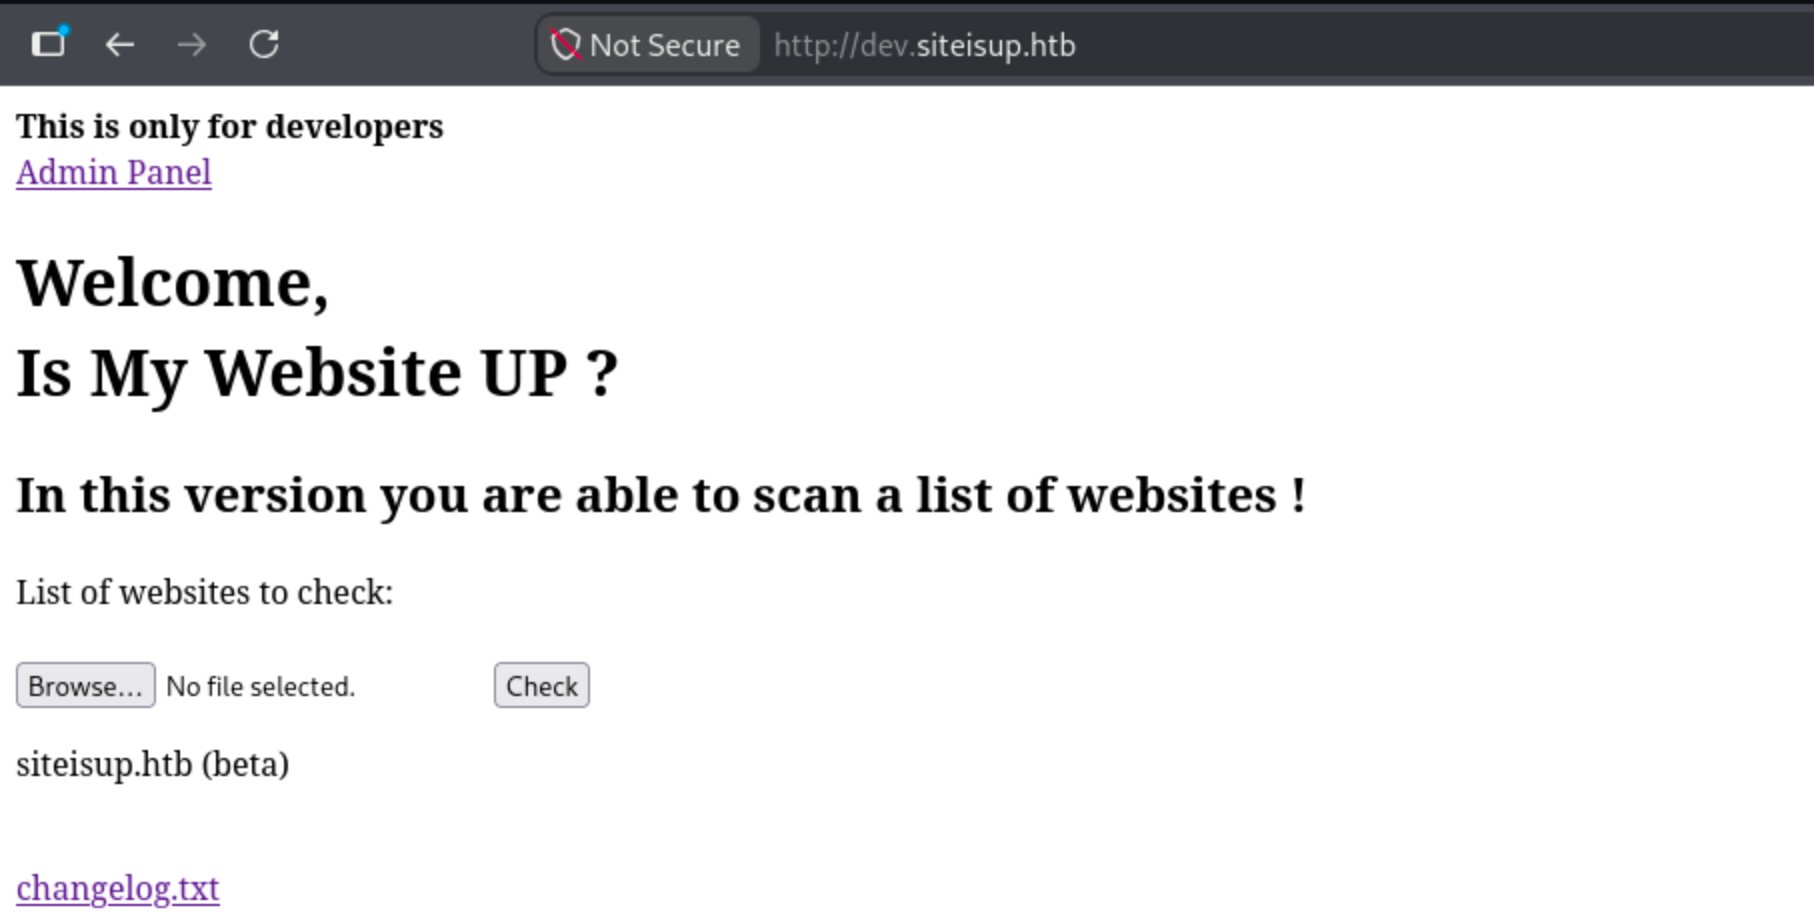 Not Secure http://dev.siteisup.htb
This is only for developers
Admin Panel
Welcome,
Is My Website UP ?
In this version you are able to scan a list of websites !
List of websites to check:
Browse... No file selected. Check
siteisup.htb (beta)
changelog.txt